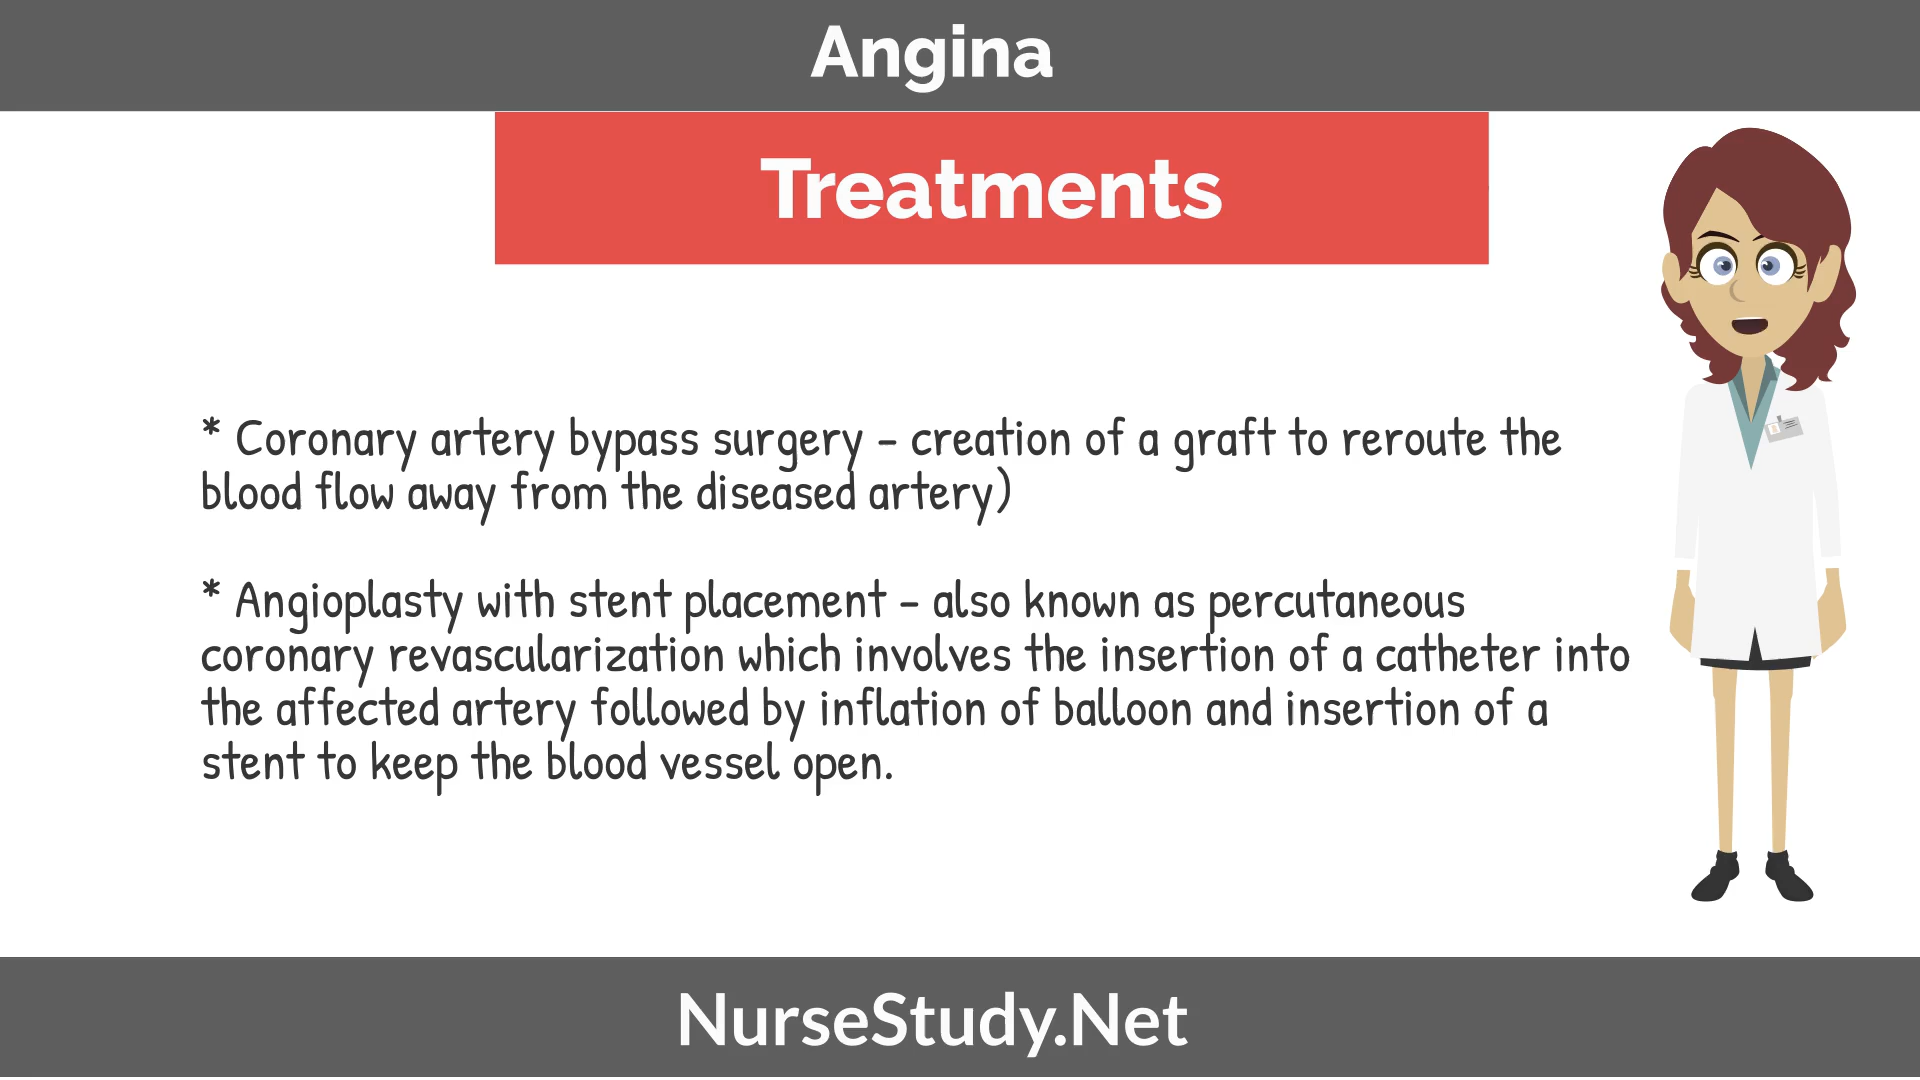 Angina
Treatments
* Coronary artery bypass surgery – creation of a graft to reroute the
blood flow away from the diseased artery)
* Angioplasty with stent placement – also known as percutaneous
coronary revascularization which involves the insertion of a catheter into
the affected artery followed by inflation of balloon and insertion of a
stent to keep the blood vessel open.
NurseStudy.Net